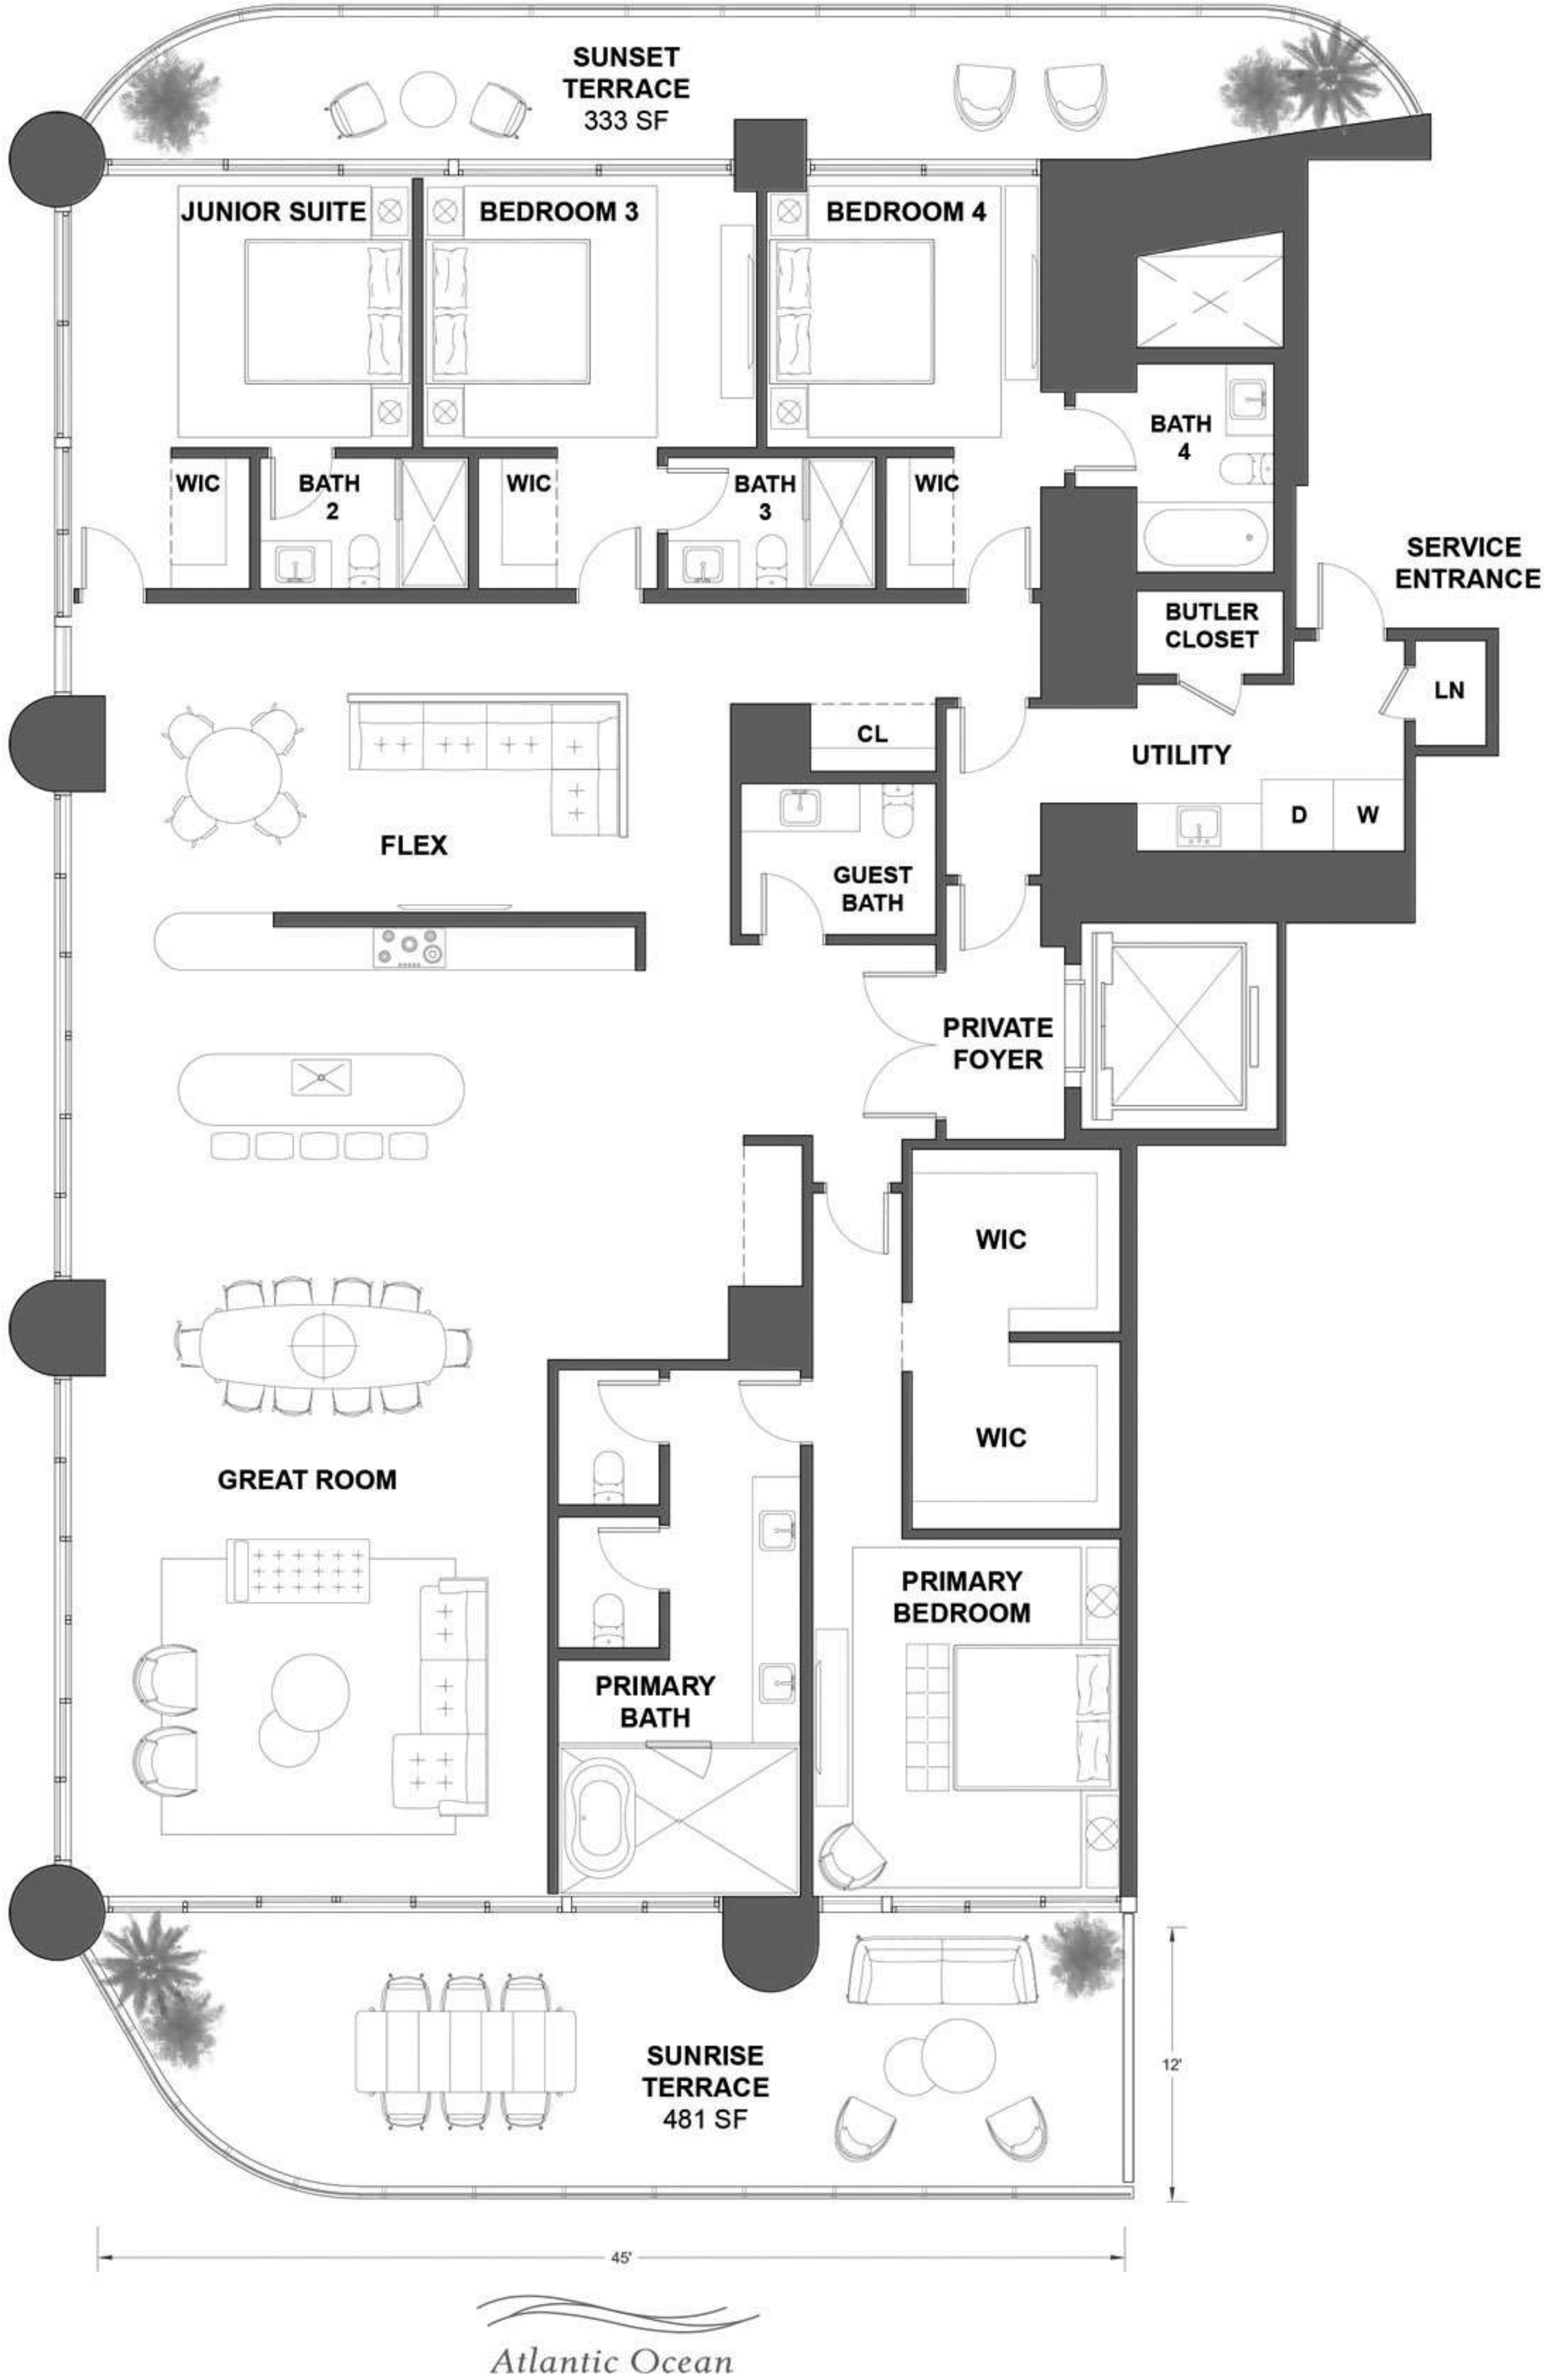 SUNSET
TERRACE
333 SF
JUNIOR SUITE
BEDROOM 3
BEDROOM 4
BATH
4
WIC
BATH
2
WIC
BATH
3
WIC
SERVICE
ENTRANCE
BUTLER
CLOSET
LN
CL
UTILITY
D
W
FLEX
GUEST
BATH
PRIVATE
FOYER
WIC
WIC
GREAT ROOM
PRIMARY
BEDROOM
PRIMARY
BATH
SUNRISE
TERRACE
481 SF
12'
45'
Atlantic Ocean